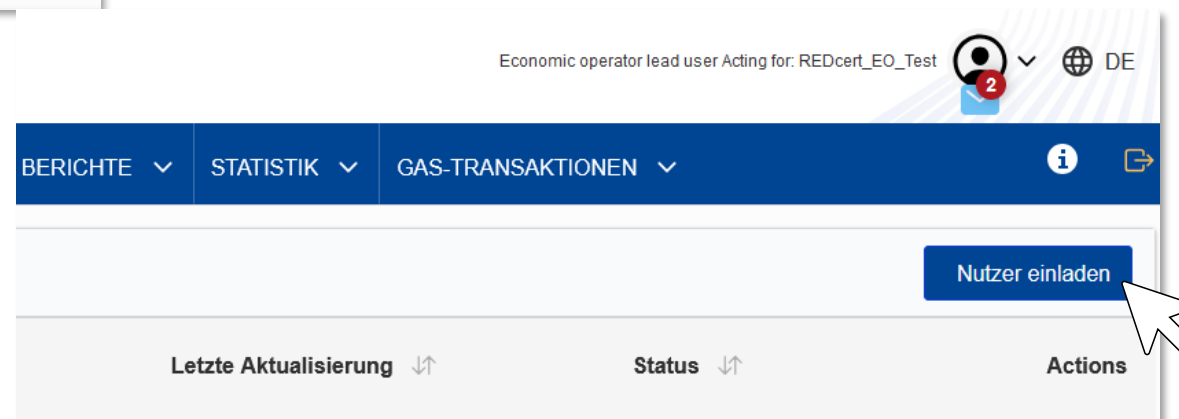 Economic operator lead user Acting for: REDcert_EO_Test
2
DE
BERICHTE STATISTIK GAS-TRANSAKTIONEN
Nutzer einladen
Letzte Aktualisierung Status Actions